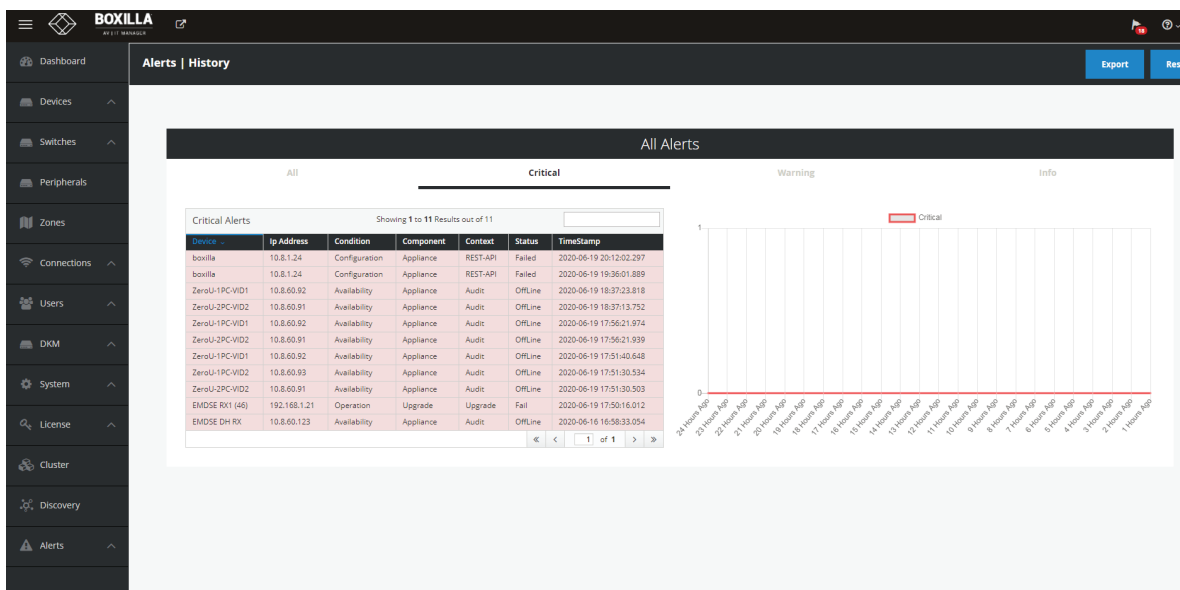 BOXILLA
AV | IT MANAGER
18
Dashboard
Devices
Switches
Peripherals
Zones
Connections
Users
DKM
System
License
Cluster
Discovery
Alerts
Alerts | History
Export
Res
All Alerts
All Critical Warning Info
Critical Alerts Showing 1 to 11 Results out of 11
Device Ip Address Condition Component Context Status TimeStamp
boxilla 10.8.1.24 Configuration Appliance REST-API Failed 2020-06-19 20:12:02.297
boxilla 10.8.1.24 Configuration Appliance REST-API Failed 2020-06-19 19:36:01.889
ZeroU-1PC-VID1 10.8.60.92 Availability Appliance Audit OffLine 2020-06-19 18:37:23.818
ZeroU-2PC-VID2 10.8.60.91 Availability Appliance Audit OffLine 2020-06-19 18:37:13.752
ZeroU-1PC-VID1 10.8.60.92 Availability Appliance Audit OffLine 2020-06-19 17:56:21.974
ZeroU-2PC-VID2 10.8.60.91 Availability Appliance Audit OffLine 2020-06-19 17:56:21.939
ZeroU-1PC-VID1 10.8.60.92 Availability Appliance Audit OffLine 2020-06-19 17:51:40.648
ZeroU-1PC-VID2 10.8.60.93 Availability Appliance Audit OffLine 2020-06-19 17:51:30.534
ZeroU-2PC-VID2 10.8.60.91 Availability Appliance Audit OffLine 2020-06-19 17:51:30.503
EMDSE RX1 (46) 192.168.1.21 Operation Upgrade Upgrade Fail 2020-06-19 17:50:16.012
EMDSE DH RX 10.8.60.123 Availability Appliance Audit OffLine 2020-06-16 16:58:33.054
« < 1 of 1 > »
Critical
1
0
24 Hours Ago
23 Hours Ago
22 Hours Ago
21 Hours Ago
20 Hours Ago
19 Hours Ago
18 Hours Ago
17 Hours Ago
16 Hours Ago
15 Hours Ago
14 Hours Ago
13 Hours Ago
12 Hours Ago
11 Hours Ago
10 Hours Ago
9 Hours Ago
8 Hours Ago
7 Hours Ago
6 Hours Ago
5 Hours Ago
4 Hours Ago
3 Hours Ago
2 Hours Ago
1 Hours Ago